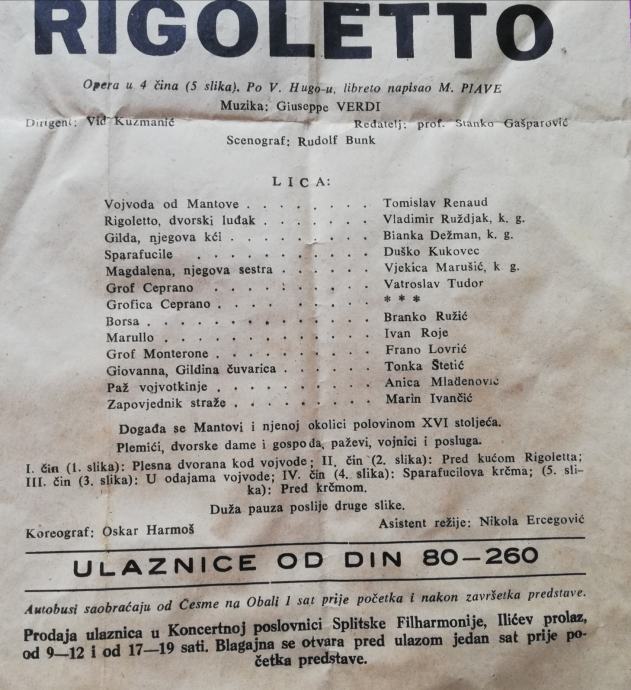 RIGOLETTO
Opera u 4 čina (5 slika). Po V. Hugo-u, libreto napisao M. PIAVE
Muzika: Giuseppe VERDI
Dirigent: Vid Kuzmanić Redatelj: prof. Stanko Gašparović
Scenograf: Rudolf Bunk
LICA:
Vojvoda od Mantove . . . . . . . . Tomislav Renaud
Rigoletto, dvorski luđak . . . . . . . Vladimir Ruždjak, k. g.
Gilda, njegova kći . . . . . . . . . Bianka Dežman, k. g.
Sparafucile . . . . . . . . . . Duško Kukovec
Magdalena, njegova sestra . . . . . . Vjekica Marušić, k g.
Grof Ceprano . . . . . . . . . Vatroslav Tudor
Grofica Ceprano . . . . . . . . . * * *
Borsa . . . . . . . . . . . . . Branko Ružić
Marullo . . . . . . . . . . . . Ivan Roje
Grof Monterone . . . . . . . . . Frano Lovrić
Giovanna, Gildina čuvarica . . . . . . Tonka Štetić
Paž vojvotkinje . . . . . . . . . Anica Mladenović
Zapovjednik straže . . . . . . . . Marin Ivančić
Događa se Mantovi i njenoj okolici polovinom XVI stoljeća.
Plemići, dvorske dame i gospoda, paževi, vojnici i posluga.
I. čin (1. slika): Plesna dvorana kod vojvode; II. čin (2. slika): Pred kućom Rigoletta;
III. čin (3. slika): U odajama vojvode; IV. čin (4. slika): Sparafucilova krčma; (5. sli-
ka): Pred krčmom.
Duža pauza poslije druge slike.
Koreograf: Oskar Harmoš Asistent režije: Nikola Ercegović
ULAZNICE OD DIN 80—260
Autobusi saobraćaju od Česme na Obali 1 sat prije početka i nakon završetka predstave.
Prodaja ulaznica u Koncertnoj poslovnici Splitske Filharmonije, Ilićev prolaz,
od 9—12 i od 17—19 sati. Blagajna se otvara pred ulazom jedan sat prije po-
četka predstave.